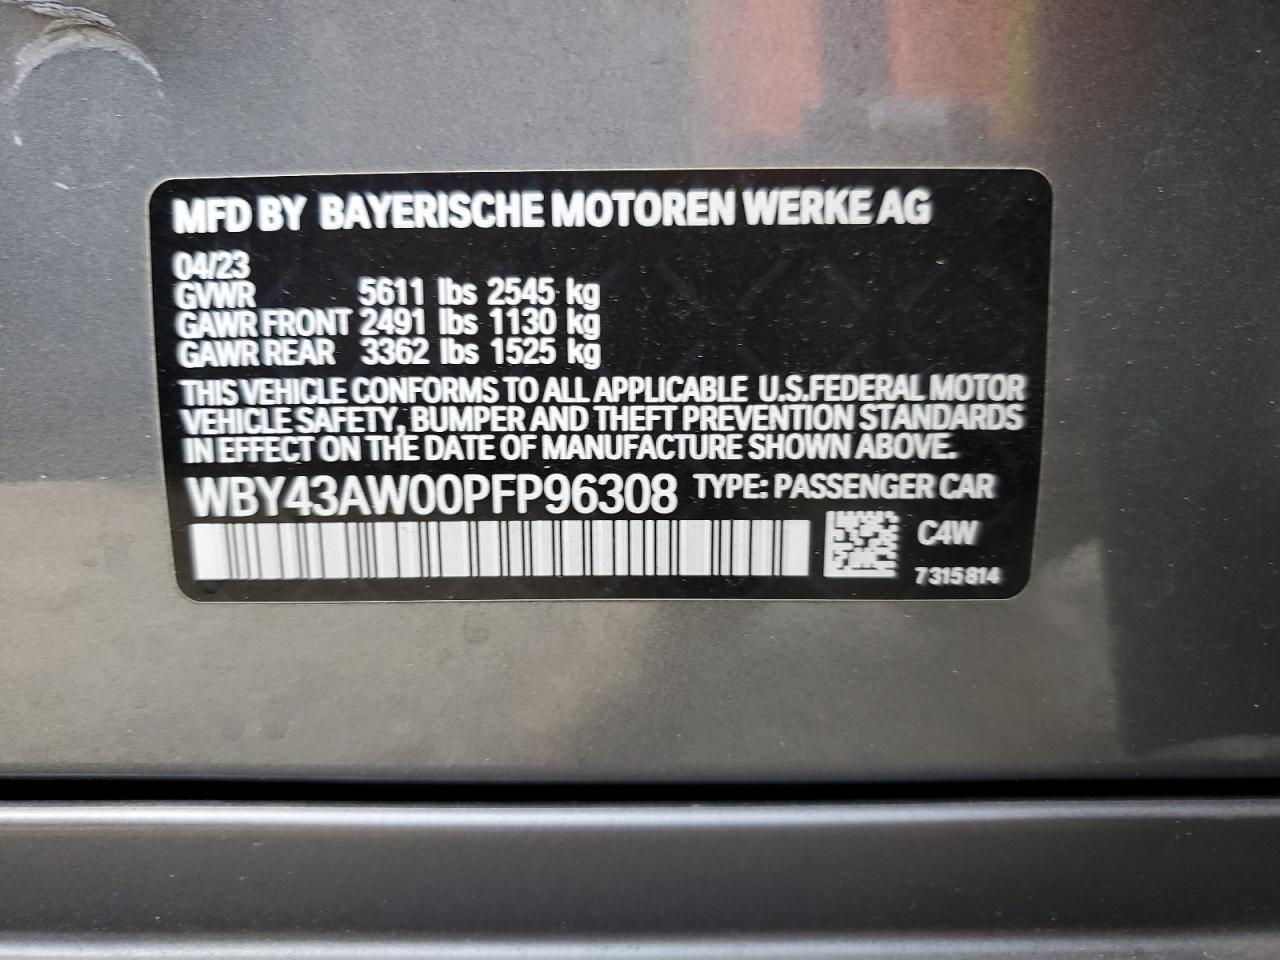 MFD BY BAYERISCHE MOTOREN WERKE AG
04/23
GVWR 5611 lbs 2545 kg
GAWR FRONT 2491 lbs 1130 kg
GAWR REAR 3362 lbs 1525 kg
THIS VEHICLE CONFORMS TO ALL APPLICABLE U.S.FEDERAL MOTOR
VEHICLE SAFETY, BUMPER AND THEFT PREVENTION STANDARDS
IN EFFECT ON THE DATE OF MANUFACTURE SHOWN ABOVE.
WBY43AW00PFP96308 TYPE: PASSENGER CAR
C4W
7315814